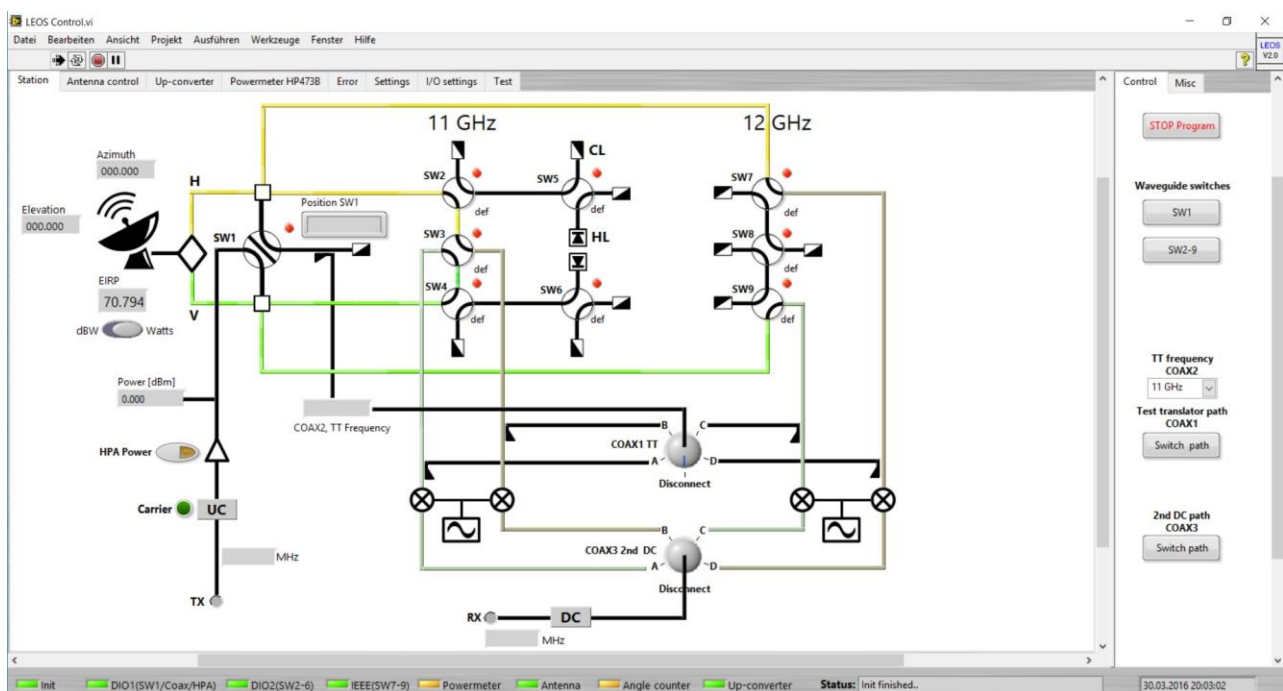 LEOS Control.vi
Datei Bearbeiten Ansicht Projekt Ausführen Werkzeuge Fenster Hilfe
LEOS
V2.0
Station Antenna control Up-converter Powermeter HP473B Error Settings I/O settings Test
Control Misc
11 GHz
12 GHz
STOP Program
Azimuth
000.000
CL
SW2
SW5
SW7
H
def
def
def
Position SW1
Waveguide switches
Elevation
000.000
SW1
SW1
SW3
HL
SW8
def
def
SW2-9
EIRP
70.794
SW4
SW6
SW9
V
def
def
def
dBW Watts
TT frequency
COAX2
11 GHz
Power [dBm]
0.000
COAX2, TT Frequency
Test translator path
COAX1
B C
COAX1 TT
Switch path
HPA Power
A D
Disconnect
Carrier UC
2nd DC path
COAX3
B C
COAX3 2nd DC
Switch path
MHz
A D
Disconnect
TX
RX DC
MHz
Init DIO1(SW1/Coax/HPA) DIO2(SW2-6) IEEE(SW7-9) Powermeter Antenna Angle counter Up-converter Status: Init finished.. 30.03.2016 20:03:02